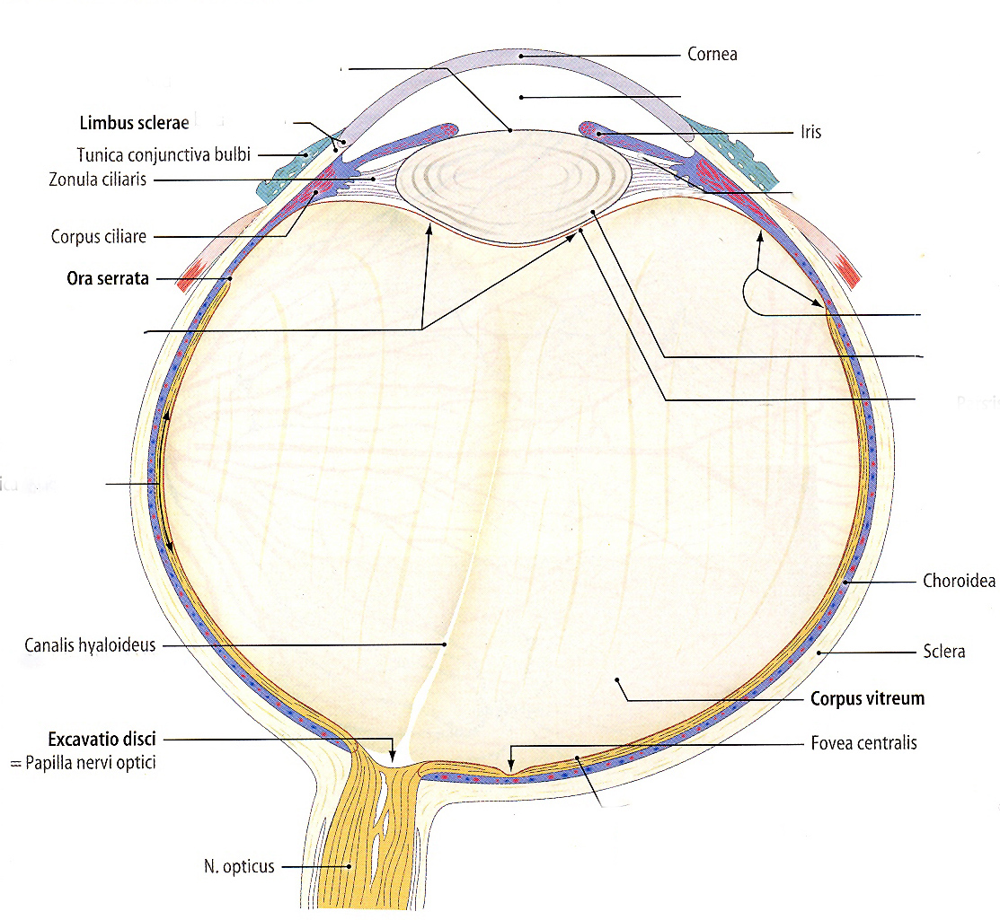 Cornea
Limbus sclerae
Iris
Tunica conjunctiva bulbi
Zonula ciliaris
Corpus ciliare
Ora serrata
Choroidea
Canalis hyaloideus
Sclera
Corpus vitreum
Excavatio disci
= Papilla nervi optici
Fovea centralis
N. opticus